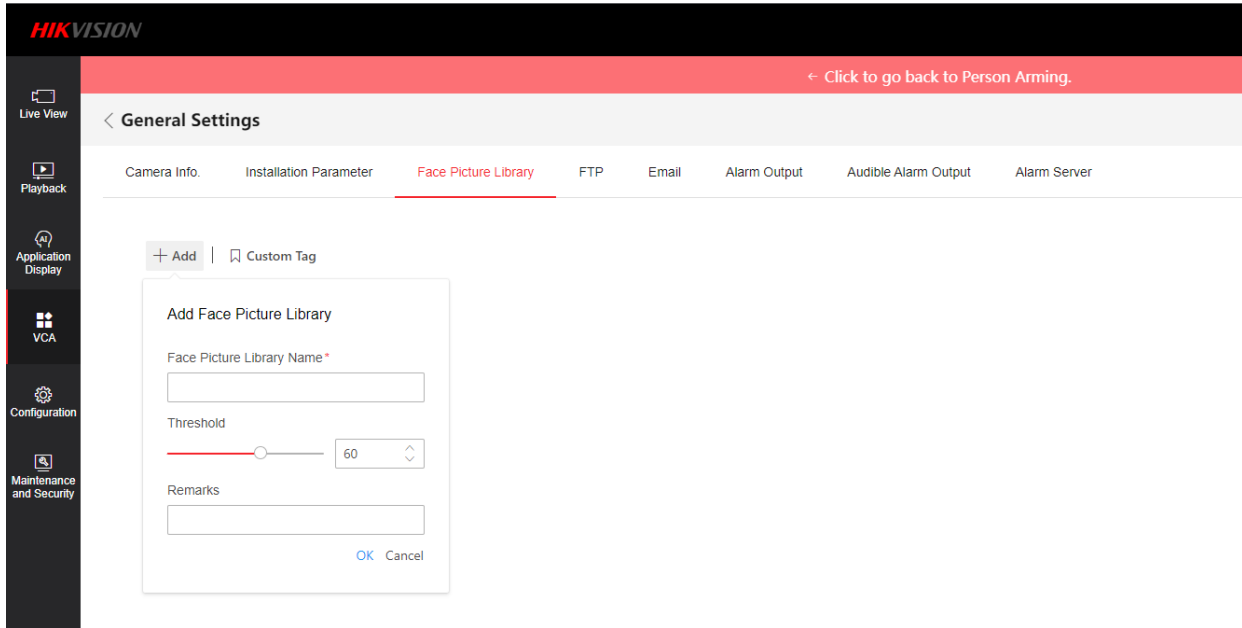 HIKVISION
← Click to go back to Person Arming.
Live View
Playback
Application
Display
VCA
Configuration
Maintenance
and Security
< General Settings
Camera Info. Installation Parameter Face Picture Library FTP Email Alarm Output Audible Alarm Output Alarm Server
+ Add | Custom Tag
Add Face Picture Library
Face Picture Library Name*
Threshold
60
Remarks
OK Cancel